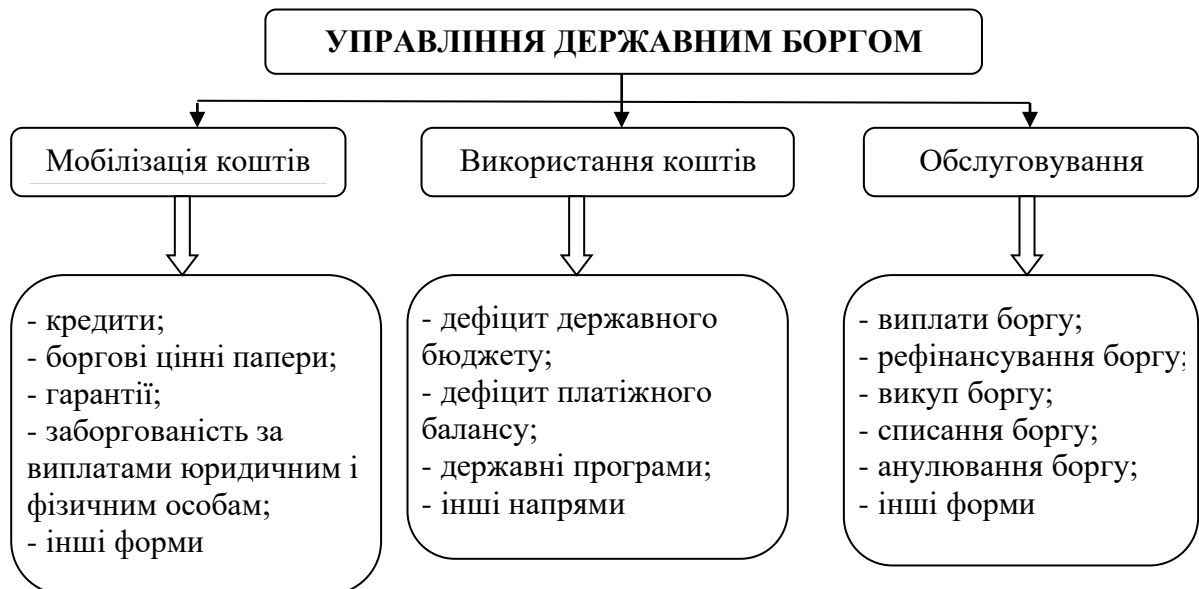 УПРАВЛІННЯ ДЕРЖАВНИМ БОРГОМ
Мобілізація коштів
Використання коштів
Обслуговування
- кредити;
- боргові цінні папери;
- гарантії;
- заборгованість за
виплатами юридичним і
фізичним особам;
- інші форми
- дефіцит державного
бюджету;
- дефіцит платіжного
балансу;
- державні програми;
- інші напрями
- виплати боргу;
- рефінансування боргу;
- викуп боргу;
- списання боргу;
- анулювання боргу;
- інші форми